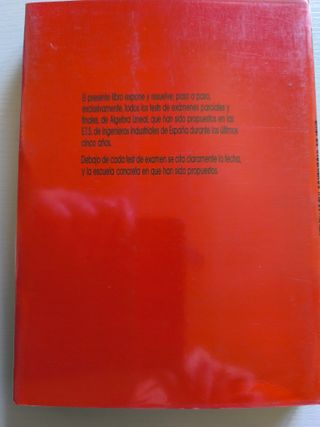 El presente libro expone y resuelve, paso a paso,
exclusivamente, todos los tests de exámenes parciales y
finales, de Algebra Lineal, que han sido propuestos en las
E.T.S. de Ingenieros Industriales de España durante los últimos
cinco años.
Debajo de cada test de examen se cita claramente la fecha,
y la escuela concreta en que han sido propuestos.